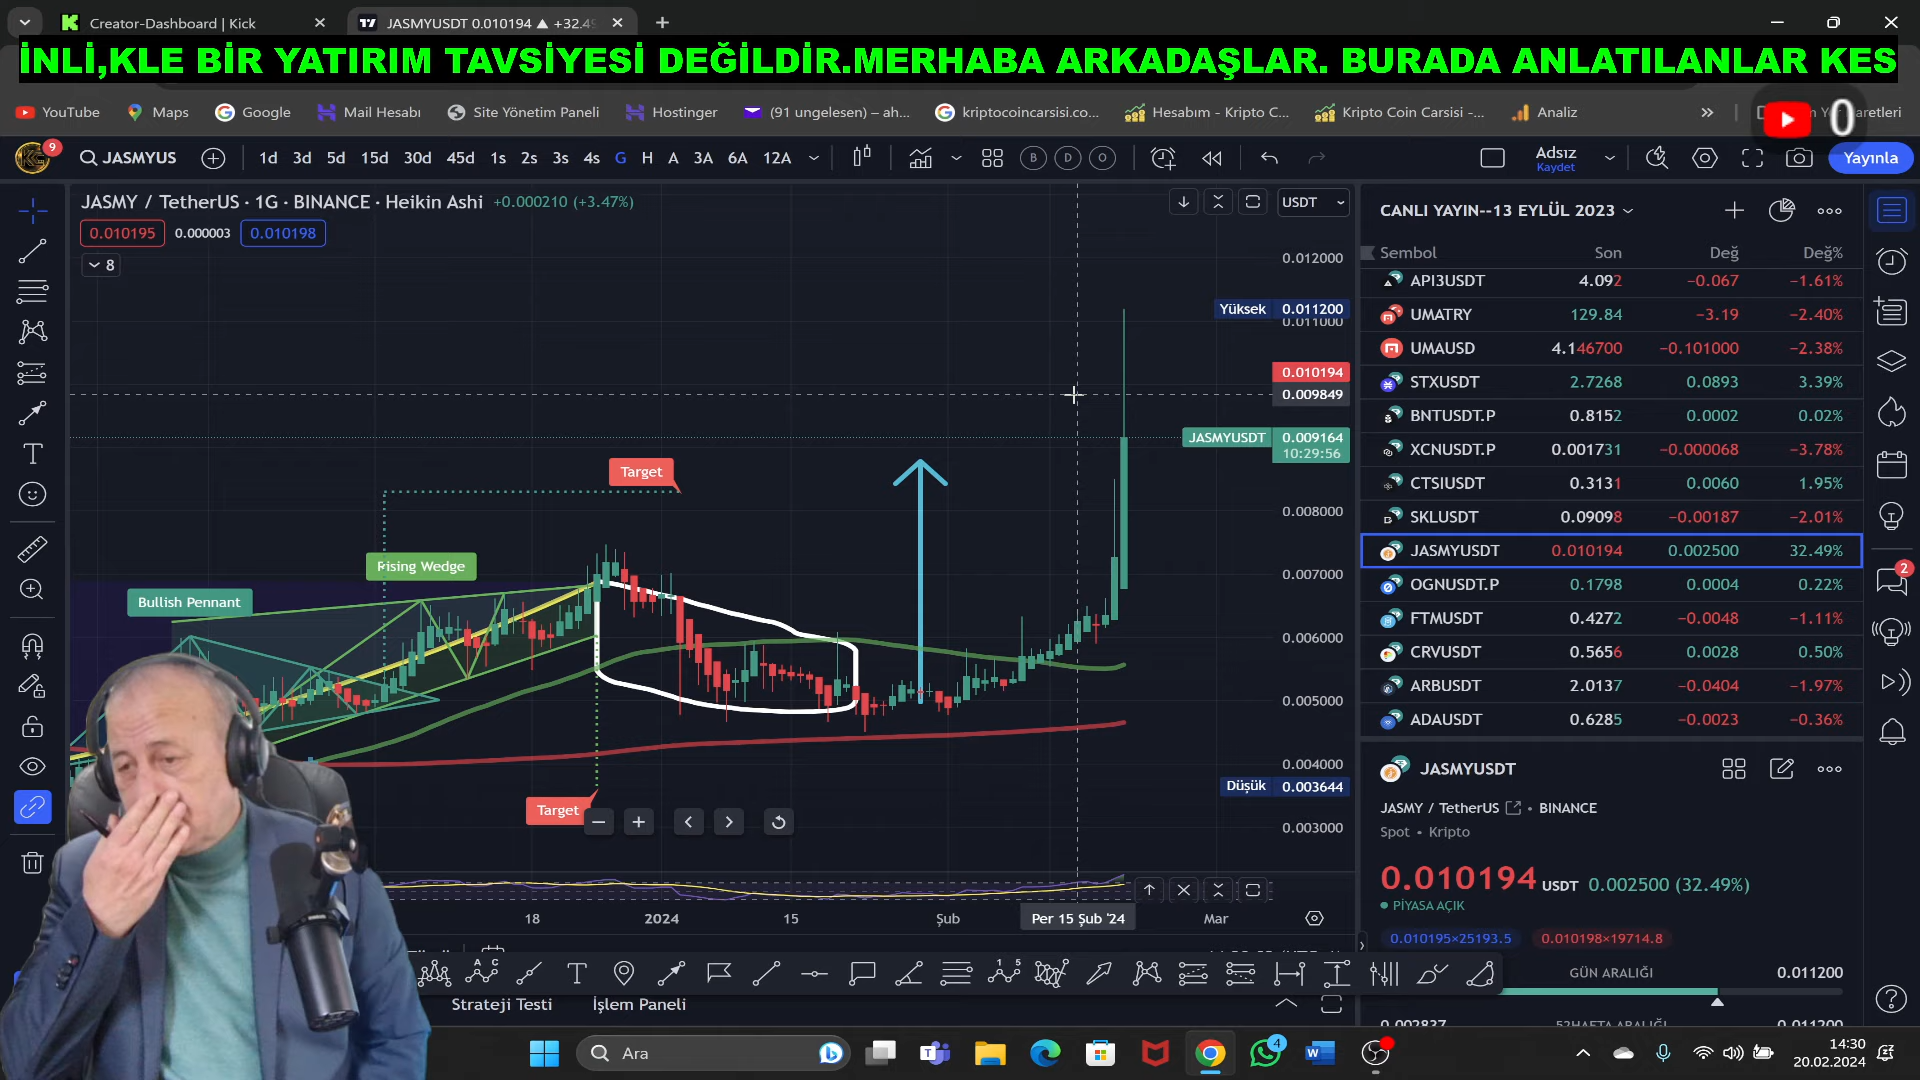 Creator-Dashboard | Kick
JASMYUSDT 0.010194 ▲ +32.4
İNLİ,KLE BİR YATIRIM TAVSİYESİ DEĞİLDİR.MERHABA ARKADAŞLAR. BURADA ANLATILANLAR KES
YouTube Maps Google Mail Hesabı Site Yönetim Paneli Hostinger (91 ungelesen) – ah... kriptocoincarsisi.co... Hesabım - Kripto C... Kripto Coin Carsisi -... Analiz
0
9 JASMYUS 1d 3d 5d 15d 30d 45d 1s 2s 3s 4s G H A 3A 6A 12A B D O Adsız Kaydet Yayınla
JASMY / TetherUS · 1G · BINANCE · Heikin Ashi +0.000210 (+3.47%)
USDT
0.010195 0.000003 0.010198
8
0.012000
Yüksek 0.011200
0.011000
0.010194
0.009849
JASMYUSDT 0.009164
10:29:56
0.008000
0.007000
0.006000
0.005000
0.004000
Düşük 0.003644
0.003000
Target
Rising Wedge
Bullish Pennant
Target
18 2024 15 Şub Per 15 Şub '24 Mar
Strateji Testi İşlem Paneli
CANLI YAYIN--13 EYLÜL 2023
Sembol Son Değ Değ%
API3USDT 4.092 −0.067 −1.61%
UMATRY 129.84 −3.19 −2.40%
UMAUSD 4.146700 −0.101000 −2.38%
STXUSDT 2.7268 0.0893 3.39%
BNTUSDT.P 0.8152 0.0002 0.02%
XCNUSDT.P 0.001731 −0.000068 −3.78%
CTSIUSDT 0.3131 0.0060 1.95%
SKLUSDT 0.09098 −0.00187 −2.01%
JASMYUSDT 0.010194 0.002500 32.49%
OGNUSDT.P 0.1798 0.0004 0.22%
FTMUSDT 0.4272 −0.0048 −1.11%
CRVUSDT 0.5656 0.0028 0.50%
ARBUSDT 2.0137 −0.0404 −1.97%
ADAUSDT 0.6285 −0.0023 −0.36%
2
JASMYUSDT
JASMY / TetherUS • BINANCE
Spot • Kripto
0.010194 USDT 0.002500 (32.49%)
PİYASA AÇIK
0.010195×25193.5 0.010198×19714.8
GÜN ARALIĞI 0.011200
0.002837 52HAFTA ARALIĞI 0.011200
Ara
4
14:30
20.02.2024